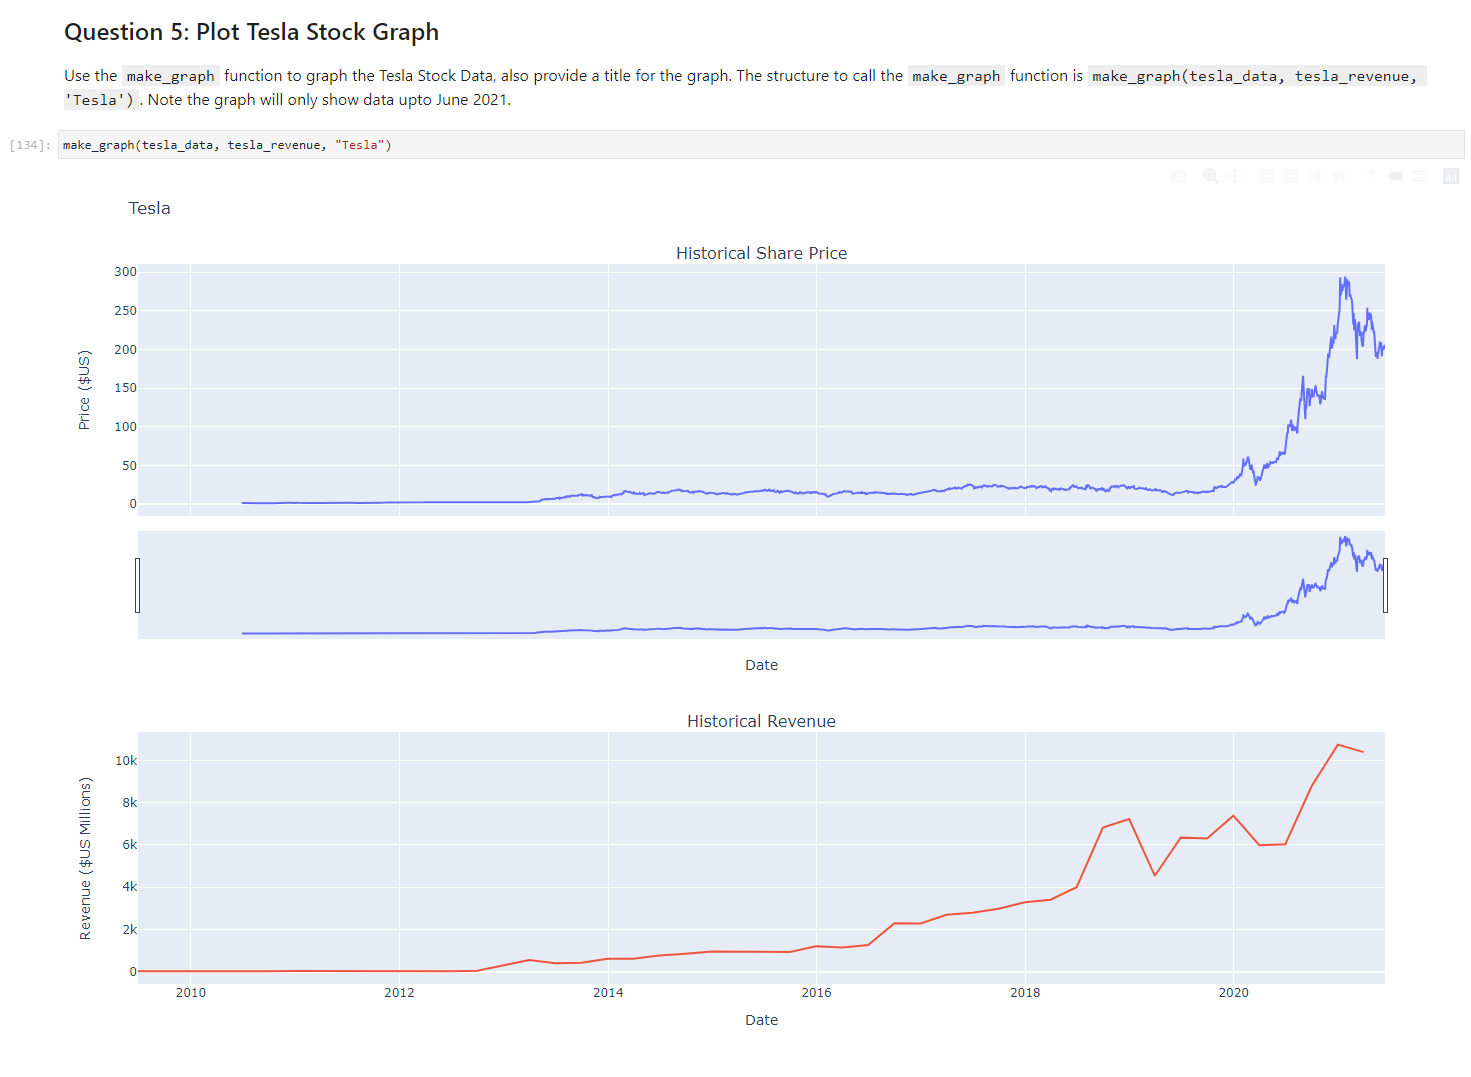 Question 5: Plot Tesla Stock Graph
Use the make_graph function to graph the Tesla Stock Data, also provide a title for the graph. The structure to call the make_graph function is make_graph(tesla_data, tesla_revenue,
'Tesla'). Note the graph will only show data upto June 2021.
[134]: make_graph(tesla_data, tesla_revenue, "Tesla")
Tesla
Historical Share Price
300
250
200
150
100
50
0
Price ($US)
Date
Historical Revenue
10k
8k
6k
4k
2k
0
Revenue ($US Millions)
2010 2012 2014 2016 2018 2020
Date